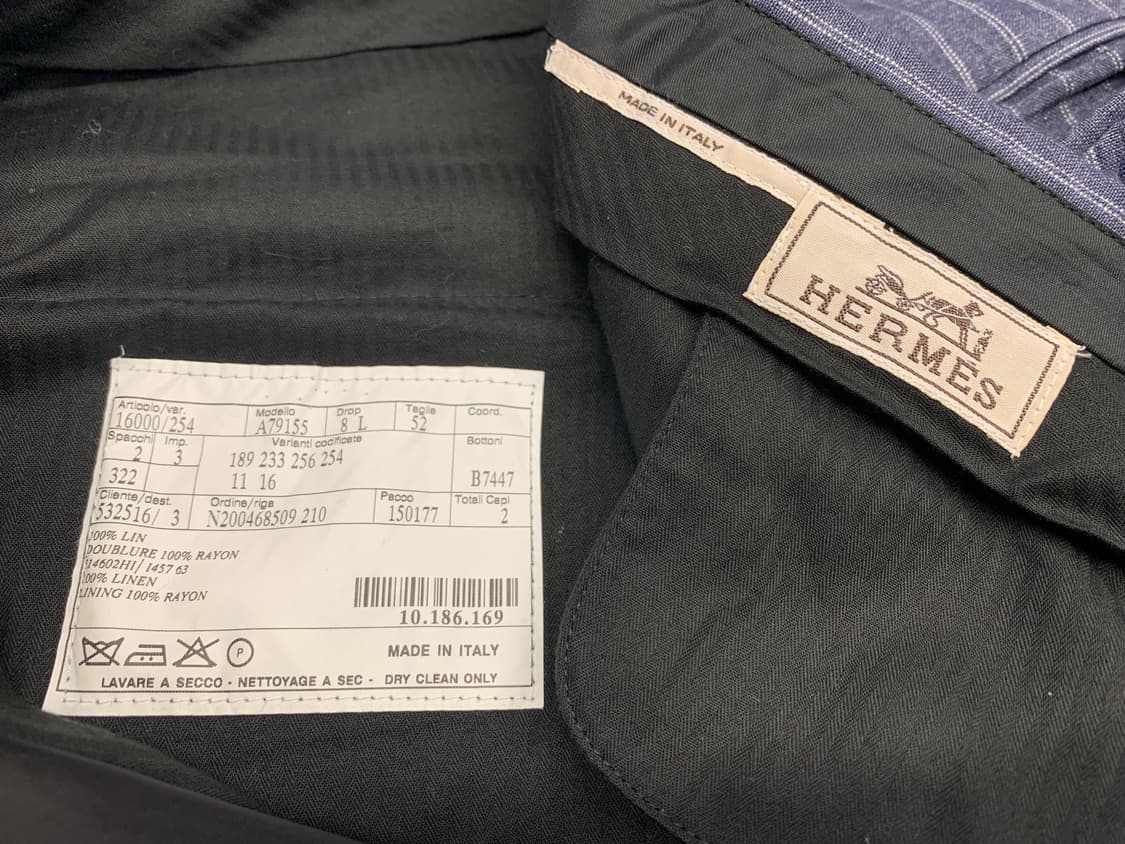 MADE IN ITALY
HERMÈS
Articolo/var. Modello Drop Taglia Coord.
16000/254 A79155 8 L 52
Spacchi Imp. Varianti codificate Bottoni
2 3 189 233 256 254
322 11 16 B7447
Cliente/dest. Ordine/riga Pacco Totali Capi
532516/ 3 N200468509 210 150177 2
100% LIN
DOUBLURE 100% RAYON
114602HI/ 1457 63
100% LINEN
LINING 100% RAYON
10.186.169
P
MADE IN ITALY
LAVARE A SECCO - NETTOYAGE A SEC - DRY CLEAN ONLY